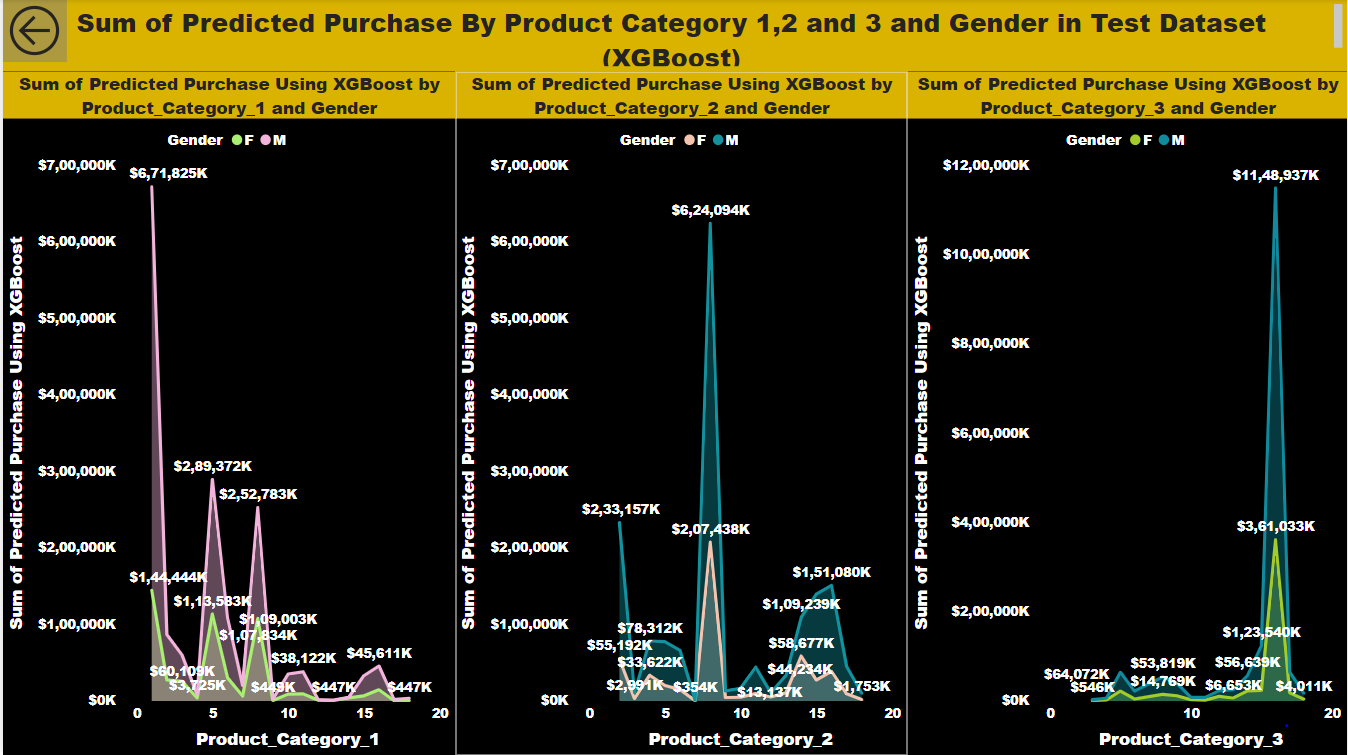 Sum of Predicted Purchase By Product Category 1,2 and 3 and Gender in Test Dataset
(XGBoost)
Sum of Predicted Purchase Using XGBoost by
Product_Category_1 and Gender
Gender F M
Sum of Predicted Purchase Using XGBoost
$7,00,000K
$6,00,000K
$5,00,000K
$4,00,000K
$3,00,000K
$2,00,000K
$1,00,000K
$0K
$6,71,825K
$2,89,372K
$2,52,783K
$1,44,444K
$1,13,583K
$1,09,003K
$1,07,834K
$60,109K
$3,725K
$449K
$38,122K
$447K
$45,611K
$447K
0 5 10 15 20
Product_Category_1
Sum of Predicted Purchase Using XGBoost by
Product_Category_2 and Gender
Gender F M
Sum of Predicted Purchase Using XGBoost
$7,00,000K
$6,00,000K
$5,00,000K
$4,00,000K
$3,00,000K
$2,00,000K
$1,00,000K
$0K
$6,24,094K
$2,33,157K
$2,07,438K
$1,51,080K
$1,09,239K
$78,312K
$55,192K
$33,622K
$2,991K
$354K
$13,137K
$58,677K
$44,234K
$1,753K
0 5 10 15 20
Product_Category_2
Sum of Predicted Purchase Using XGBoost by
Product_Category_3 and Gender
Gender F M
Sum of Predicted Purchase Using XGBoost
$12,00,000K
$10,00,000K
$8,00,000K
$6,00,000K
$4,00,000K
$2,00,000K
$0K
$11,48,937K
$3,61,033K
$1,23,540K
$64,072K
$546K
$53,819K
$14,769K
$56,639K
$6,653K
$4,011K
0 10 20
Product_Category_3